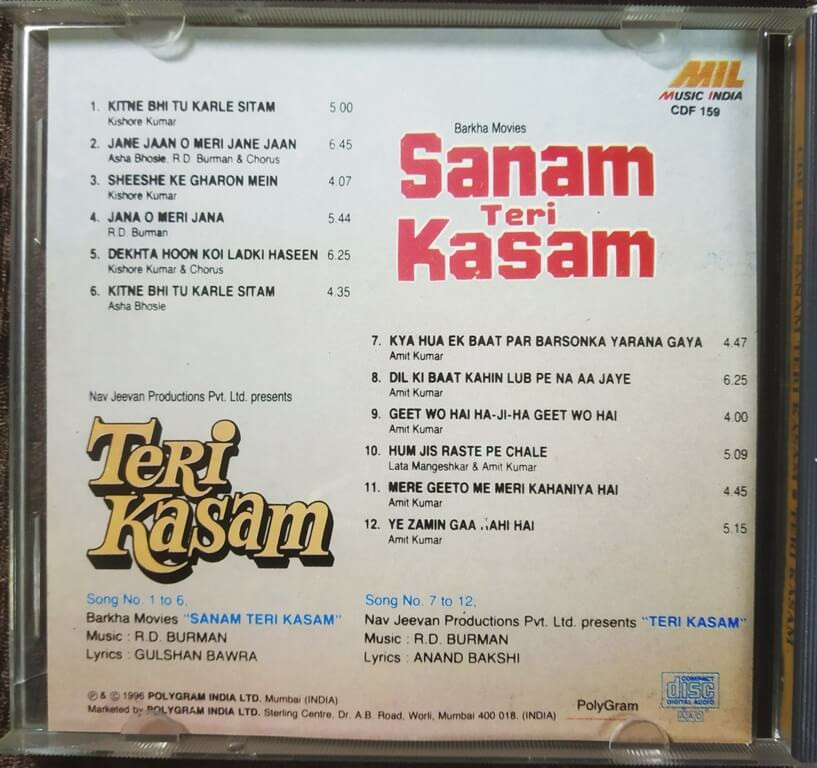 1. KITNE BHI TU KARLE SITAM 5.00
Kishore Kumar
2. JANE JAAN O MERI JANE JAAN 6.45
Asha Bhosle, R.D. Burman & Chorus
3. SHEESHE KE GHARON MEIN 4.07
Kishore Kumar
4. JANA O MERI JANA 5.44
R.D. Burman
5. DEKHTA HOON KOI LADKI HASEEN 6.25
Kishore Kumar & Chorus
6. KITNE BHI TU KARLE SITAM 4.35
Asha Bhosle
MIL
MUSIC INDIA
CDF 159
Barkha Movies
Sanam
Teri
Kasam
7. KYA HUA EK BAAT PAR BARSONKA YARANA GAYA 4.47
Amit Kumar
8. DIL KI BAAT KAHIN LUB PE NA AA JAYE 6.25
Amit Kumar
9. GEET WO HAI HA-JI-HA GEET WO HAI 4.00
Amit Kumar
10. HUM JIS RASTE PE CHALE 5.09
Lata Mangeshkar & Amit Kumar
11. MERE GEETO ME MERI KAHANIYA HAI 4.45
Amit Kumar
12. YE ZAMIN GAA RAHI HAI 5.15
Amit Kumar
Nav Jeevan Productions Pvt. Ltd. presents
TeRi
Kasam
Song No. 1 to 6,
Barkha Movies "SANAM TERI KASAM"
Music : R.D. BURMAN
Lyrics : GULSHAN BAWRA
Song No. 7 to 12,
Nav Jeevan Productions Pvt. Ltd. presents "TERI KASAM"
Music : R.D. BURMAN
Lyrics : ANAND BAKSHI
℗ & © 1996 POLYGRAM INDIA LTD. Mumbai (INDIA)
Marketed by POLYGRAM INDIA LTD. Sterling Centre, Dr. A.B. Road, Worli, Mumbai 400 018. (INDIA)
PolyGram
COMPACT
disc
DIGITAL AUDIO
AAD
SANAM TERI KASAM • TERI KASAM